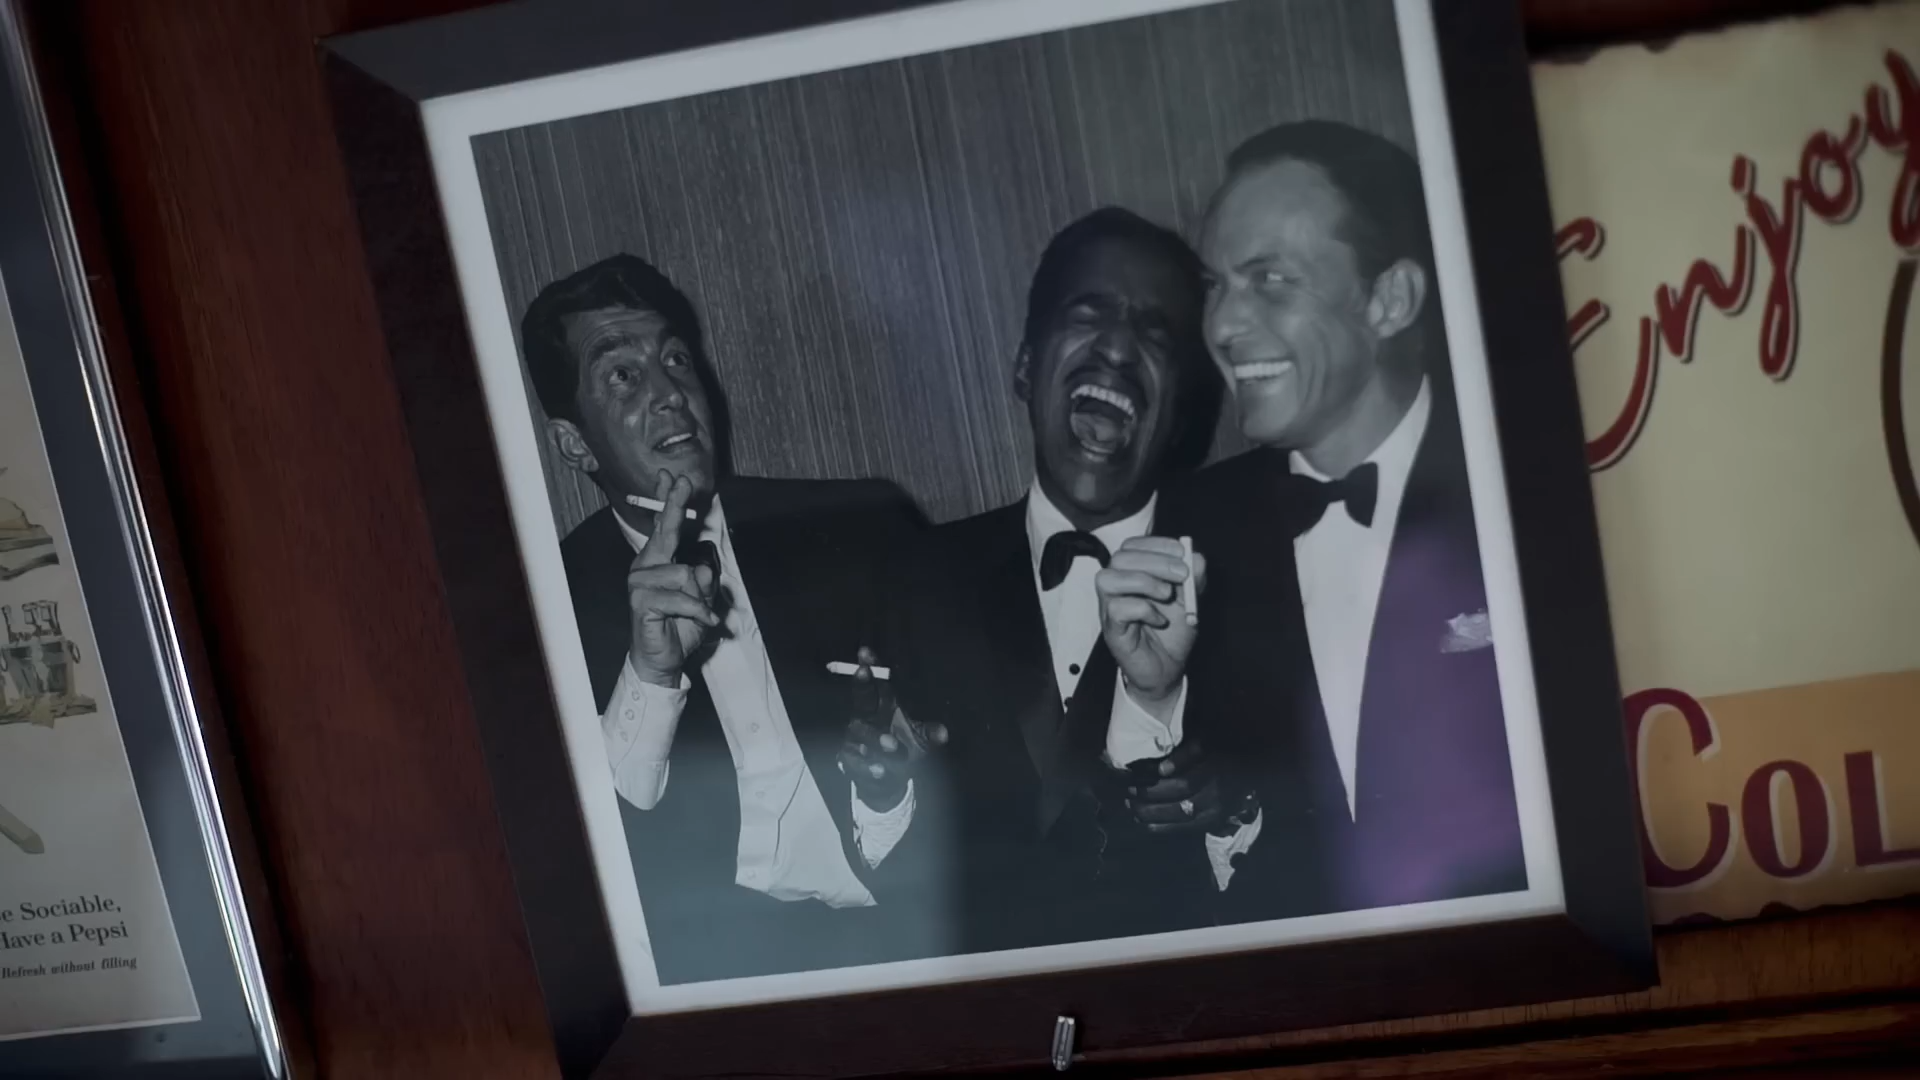 e Sociable,
Have a Pepsi
Refresh without filling
Enjoy
COL